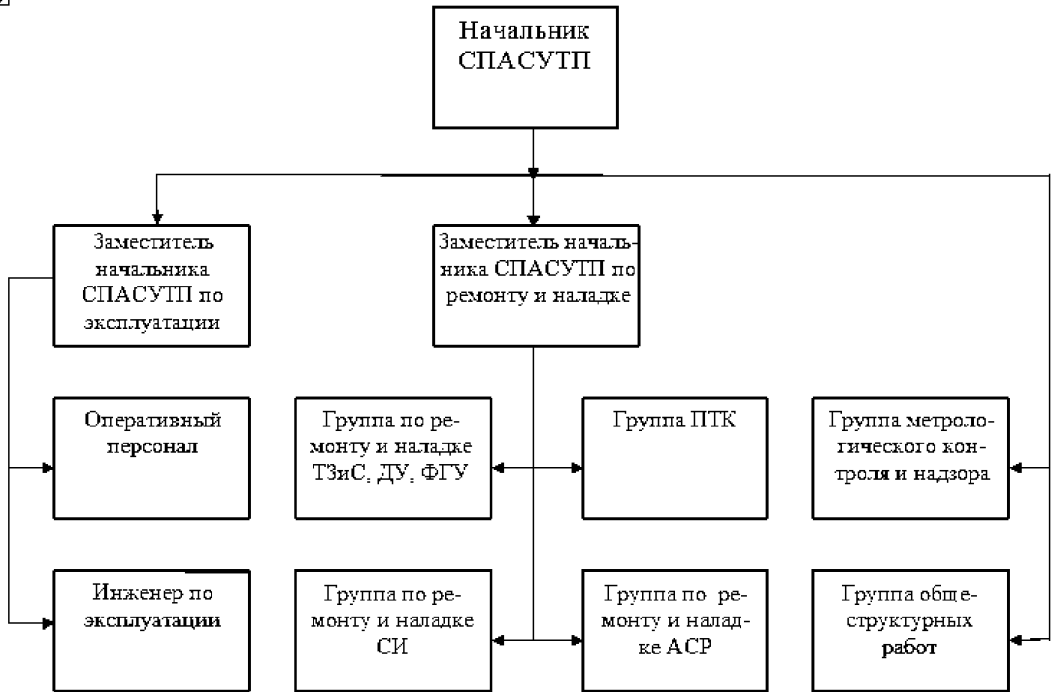 Начальник
СПАСУТП
Заместитель
начальника
СПАСУТП по
эксплуатации
Заместитель началь-
ника СПАСУТП по
ремонту и наладке
Оперативный
персонал
Группа по ре-
монту и наладке
ТЗиС, ДУ, ФГУ
Группа ПТК
Группа метроло-
гического кон-
троля и надзора
Инженер по
эксплуатации
Группа по ре-
монту и наладке
СИ
Группа по ре-
монту и налад-
ке АСР
Группа обще-
структурных
работ